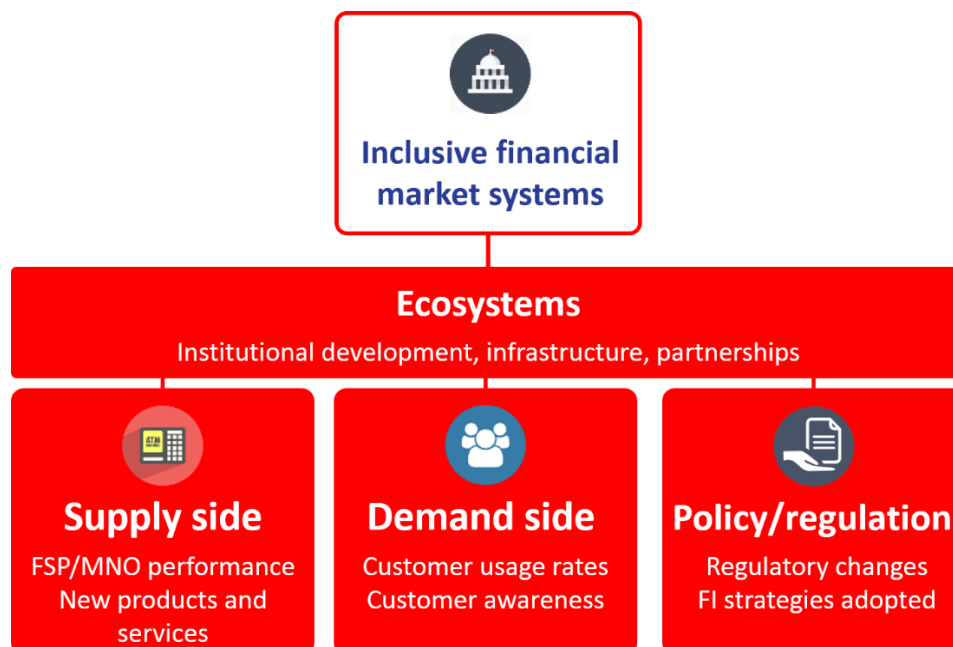 Inclusive financial
market systems
Ecosystems
Institutional development, infrastructure, partnerships
ATM
Supply side
FSP/MNO performance
New products and
services
Demand side
Customer usage rates
Customer awareness
Policy/regulation
Regulatory changes
FI strategies adopted